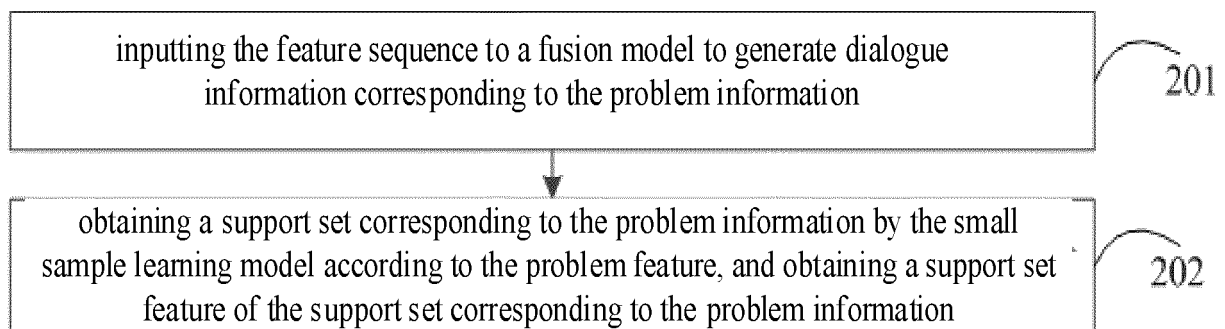 inputting the feature sequence to a fusion model to generate dialogue
information corresponding to the problem information
201
obtaining a support set corresponding to the problem information by the small
sample learning model according to the problem feature, and obtaining a support set
feature of the support set corresponding to the problem information
202